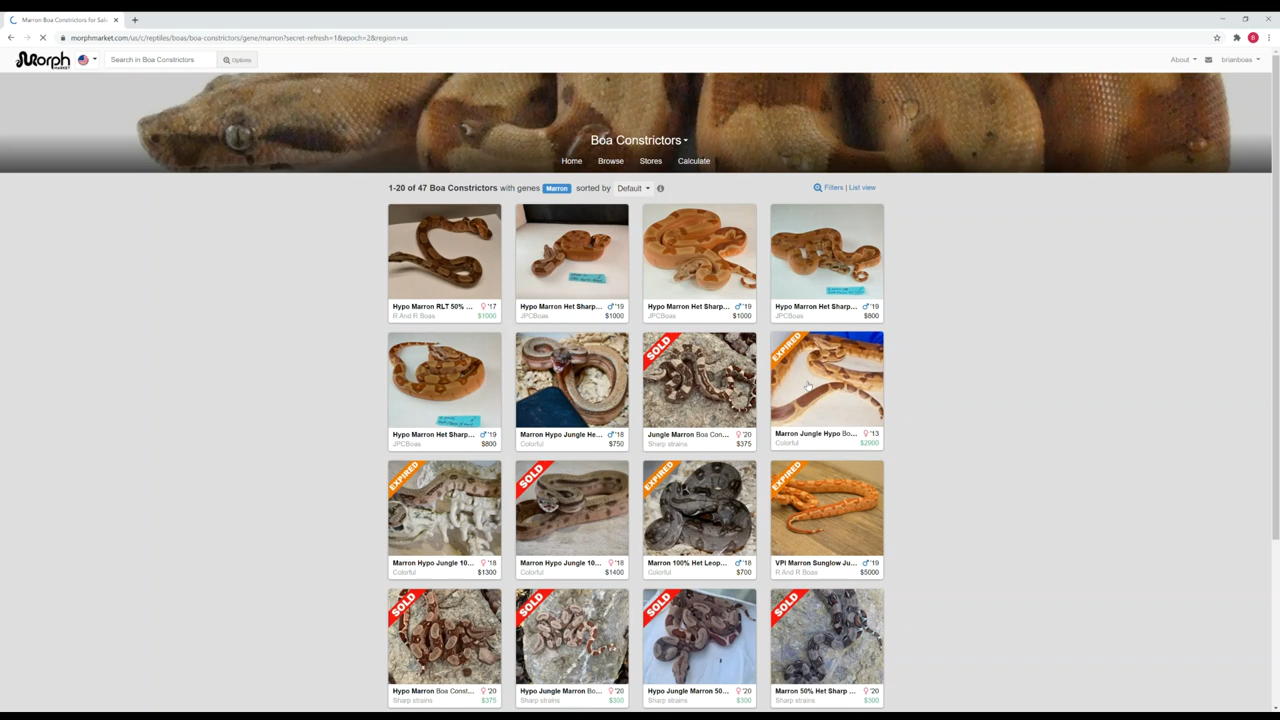 Marron Boa Constrictors for Sal
morphmarket.com/us/c/reptiles/boas/boa-constrictors/gene/marron?secret-refresh=1&epoch=2&region=us
B
Morph
MARKET
Search in Boa Constrictors
Options
About
brianboas
Boa Constrictors
Home Browse Stores Calculate
1-20 of 47 Boa Constrictors with genes Marron sorted by Default
Filters | List view
Hypo Marron RLT 50% ... ♀'17
R And R Boas $1000
Hypo Marron Het Sharp... ♂'19
JPCBoas $1000
Hypo Marron Het Sharp... ♂'19
JPCBoas $1000
Hypo Marron Het Sharp... ♂'19
JPCBoas $800
Hypo Marron Het Sharp... ♂'19
JPCBoas $800
Marron Hypo Jungle He... ♂'18
Colorful $750
SOLD
Jungle Marron Boa Con... ♀'20
Sharp strains $375
EXPIRED
Marron Jungle Hypo Bo... ♀'13
Colorful $2900
EXPIRED
Marron Hypo Jungle 10... ♀'18
Colorful $1300
SOLD
Marron Hypo Jungle 10... ♀'18
Colorful $1400
EXPIRED
Marron 100% Het Leop... ♂'18
Colorful $700
EXPIRED
VPI Marron Sunglow Ju... ♂'19
R And R Boas $5000
SOLD
Hypo Marron Boa Const... ♀'20
Sharp strains $375
SOLD
Hypo Jungle Marron Bo... ♀'20
Sharp strains $300
SOLD
Hypo Jungle Marron 50... ♀'20
Sharp strains $300
SOLD
Marron 50% Het Sharp ... ♀'20
Sharp strains $300